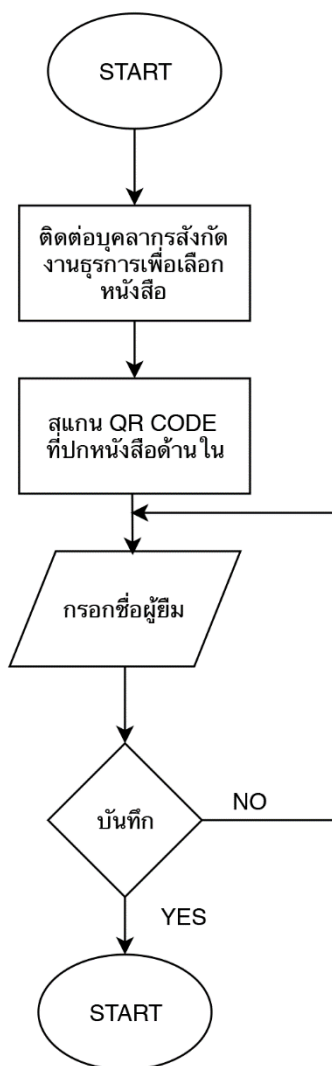 START
ติดต่อบุคลากรสังกัด
งานธุรการเพื่อเลือก
หนังสือ
สแกน QR CODE
ที่ปกหนังสือด้านใน
กรอกชื่อผู้ยืม
บันทึก
NO
YES
START